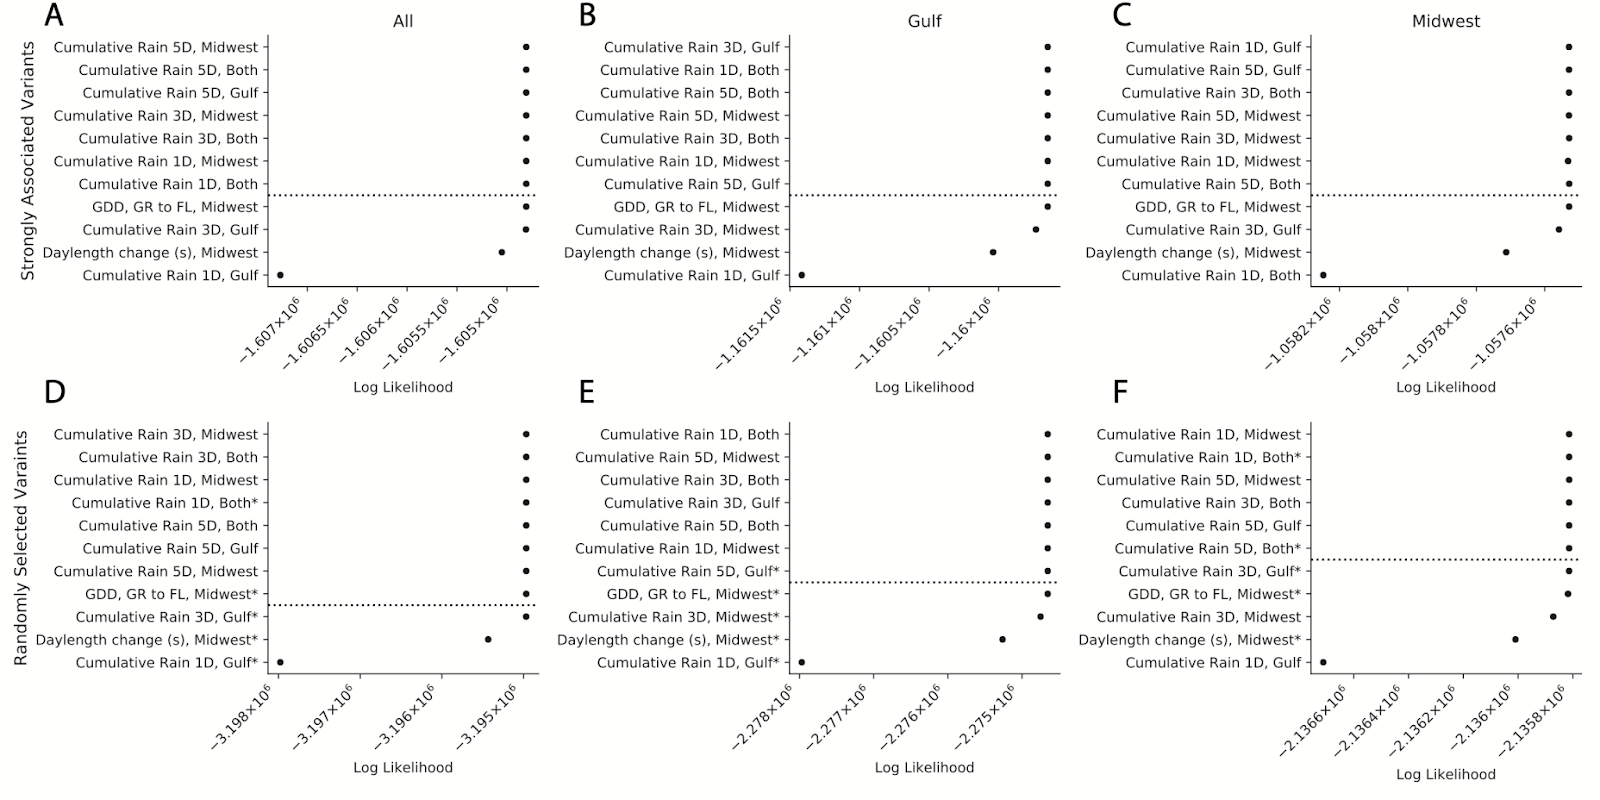 A
All
Strongly Associated Variants
Cumulative Rain 5D, Midwest
Cumulative Rain 5D, Both
Cumulative Rain 5D, Gulf
Cumulative Rain 3D, Midwest
Cumulative Rain 3D, Both
Cumulative Rain 1D, Midwest
Cumulative Rain 1D, Both
GDD, GR to FL, Midwest
Cumulative Rain 3D, Gulf
Daylength change (s), Midwest
Cumulative Rain 1D, Gulf
−1.607×10⁶
−1.6065×10⁶
−1.606×10⁶
−1.6055×10⁶
−1.605×10⁶
Log Likelihood
B
Gulf
Cumulative Rain 3D, Gulf
Cumulative Rain 1D, Both
Cumulative Rain 5D, Both
Cumulative Rain 5D, Midwest
Cumulative Rain 3D, Both
Cumulative Rain 1D, Midwest
Cumulative Rain 5D, Gulf
GDD, GR to FL, Midwest
Cumulative Rain 3D, Midwest
Daylength change (s), Midwest
Cumulative Rain 1D, Gulf
−1.1615×10⁶
−1.161×10⁶
−1.1605×10⁶
−1.16×10⁶
Log Likelihood
C
Midwest
Cumulative Rain 1D, Gulf
Cumulative Rain 5D, Gulf
Cumulative Rain 3D, Both
Cumulative Rain 5D, Midwest
Cumulative Rain 3D, Midwest
Cumulative Rain 1D, Midwest
Cumulative Rain 5D, Both
GDD, GR to FL, Midwest
Cumulative Rain 3D, Gulf
Daylength change (s), Midwest
Cumulative Rain 1D, Both
−1.0582×10⁶
−1.058×10⁶
−1.0578×10⁶
−1.0576×10⁶
Log Likelihood
D
Randomly Selected Varaints
Cumulative Rain 3D, Midwest
Cumulative Rain 3D, Both
Cumulative Rain 1D, Midwest
Cumulative Rain 1D, Both*
Cumulative Rain 5D, Both
Cumulative Rain 5D, Gulf
Cumulative Rain 5D, Midwest
GDD, GR to FL, Midwest*
Cumulative Rain 3D, Gulf*
Daylength change (s), Midwest*
Cumulative Rain 1D, Gulf*
−3.198×10⁶
−3.197×10⁶
−3.196×10⁶
−3.195×10⁶
Log Likelihood
E
Cumulative Rain 1D, Both
Cumulative Rain 5D, Midwest
Cumulative Rain 3D, Both
Cumulative Rain 3D, Gulf
Cumulative Rain 5D, Both
Cumulative Rain 1D, Midwest
Cumulative Rain 5D, Gulf*
GDD, GR to FL, Midwest*
Cumulative Rain 3D, Midwest*
Daylength change (s), Midwest*
Cumulative Rain 1D, Gulf*
−2.278×10⁶
−2.277×10⁶
−2.276×10⁶
−2.275×10⁶
Log Likelihood
F
Cumulative Rain 1D, Midwest
Cumulative Rain 1D, Both*
Cumulative Rain 5D, Midwest
Cumulative Rain 3D, Both
Cumulative Rain 5D, Gulf
Cumulative Rain 5D, Both*
Cumulative Rain 3D, Gulf*
GDD, GR to FL, Midwest*
Cumulative Rain 3D, Midwest
Daylength change (s), Midwest*
Cumulative Rain 1D, Gulf
−2.1366×10⁶
−2.1364×10⁶
−2.1362×10⁶
−2.136×10⁶
−2.1358×10⁶
Log Likelihood